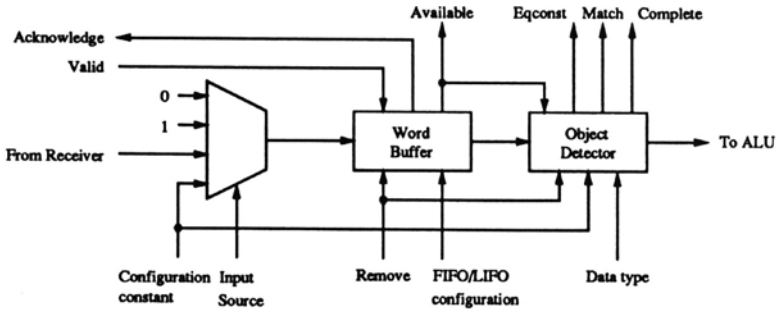 Available
Eqconst
Match
Complete
Acknowledge
Valid
0
1
From Receiver
Word
Buffer
Object
Detector
To ALU
Configuration
constant
Input
Source
Remove
FIFO/LIFO
configuration
Data type